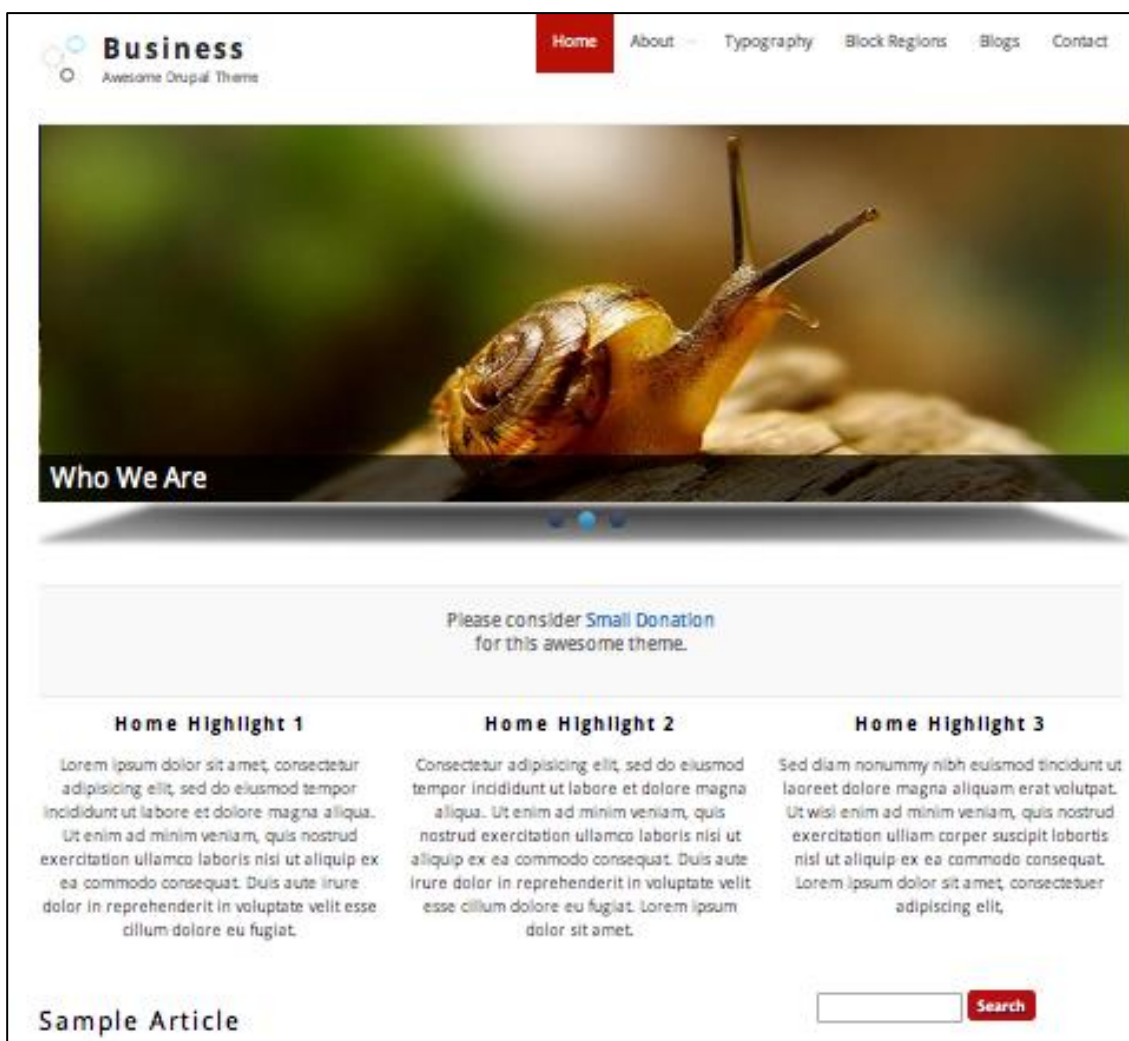 Business
Awesome Drupal Theme
Home About Typography Block Regions Blogs Contact
Who We Are
Please consider Small Donation
for this awesome theme.
Home Highlight 1
Lorem ipsum dolor sit amet, consectetur
adipisicing elit, sed do eiusmod tempor
incididunt ut labore et dolore magna aliqua.
Ut enim ad minim veniam, quis nostrud
exercitation ullamco laboris nisi ut aliquip ex
ea commodo consequat. Duis aute irure
dolor in reprehenderit in voluptate velit esse
cillum dolore eu fugiat.
Home Highlight 2
Consectetur adipisicing elit, sed do eiusmod
tempor incididunt ut labore et dolore magna
aliqua. Ut enim ad minim veniam, quis
nostrud exercitation ullamco laboris nisi ut
aliquip ex ea commodo consequat. Duis aute
irure dolor in reprehenderit in voluptate velit
esse cillum dolore eu fugiat. Lorem ipsum
dolor sit amet.
Home Highlight 3
Sed diam nonummy nibh euismod tincidunt ut
laoreet dolore magna aliquam erat volutpat.
Ut wisi enim ad minim veniam, quis nostrud
exercitation ulliam corper suscipit lobortis
nisl ut aliquip ex ea commodo consequat.
Lorem ipsum dolor sit amet, consectetuer
adipiscing elit,
Sample Article
Search